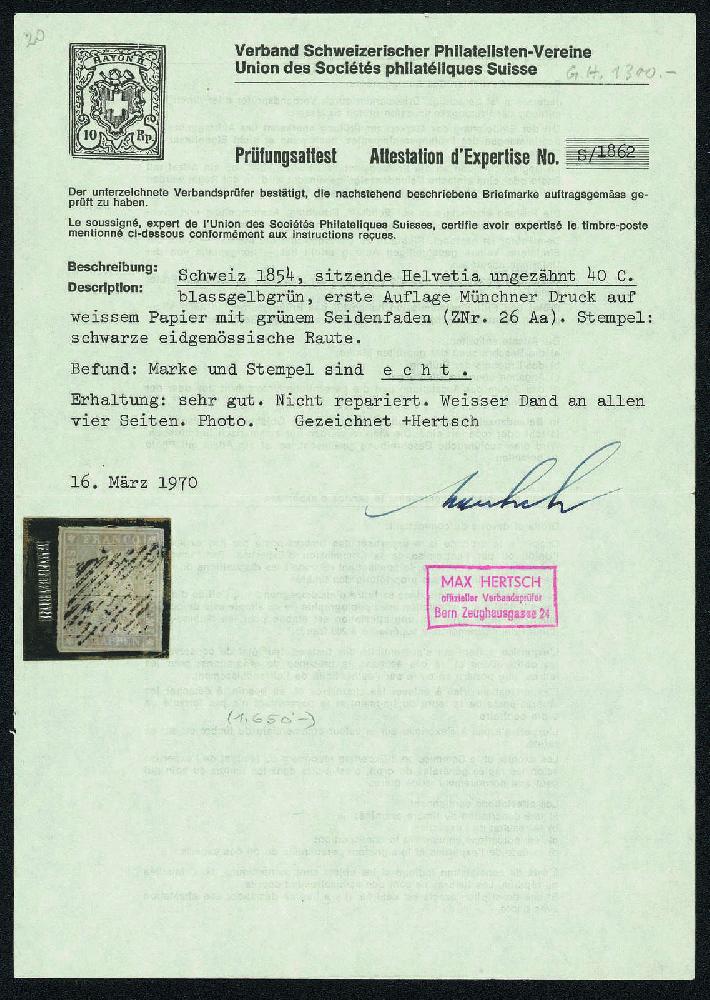 20
RAYON II.
10 Rp.
Verband Schweizerischer Philatelisten-Vereine
Union des Sociétés philatéliques Suisse
G.H. 1300.-
Prüfungsattest Attestation d'Expertise No. S/1862
Der unterzeichnete Verbandsprüfer bestätigt, die nachstehend beschriebene Briefmarke auftragsgemäss ge-
prüft zu haben.
Le soussigné, expert de l'Union des Sociétés Philateliques Suisses, certifie avoir expertisé le timbre-poste
mentionné ci-dessous conformément aux instructions reçues.
Beschreibung:
Description:
Schweiz 1854, sitzende Helvetia ungezähnt 40 C.
blassgelbgrün, erste Auflage Münchner Druck auf
weissem Papier mit grünem Seidenfaden (ZNr. 26 Aa). Stempel:
schwarze eidgenössische Raute.
Befund: Marke und Stempel sind e c h t .
Erhaltung: sehr gut. Nicht repariert. Weisser Dand an allen
vier Seiten. Photo. Gezeichnet +Hertsch
16. März 1970
FRANCO
MAX HERTSCH
offizieller Verbandsprüfer
Bern Zeughausgasse 24
(1.650.-)